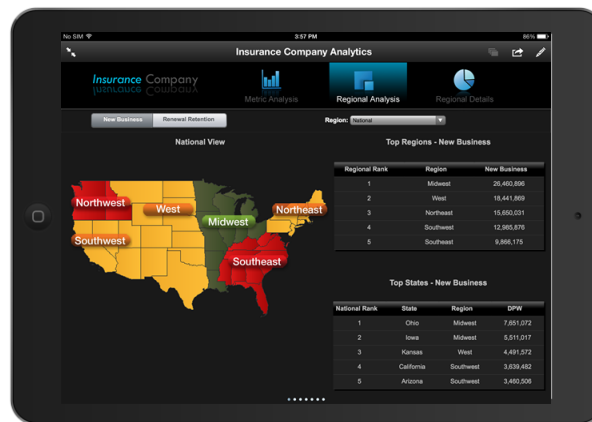 No SIM 3:57 PM 86%
Insurance Company Analytics
Insurance Company
Metric Analysis Regional Analysis Regional Details
New Business Renewal Retention Region: National
National View
Northwest
West
Northeast
Midwest
Southwest
Southeast
Top Regions - New Business
Regional Rank Region New Business
1 Midwest 26,460,896
2 West 18,441,869
3 Northeast 15,650,031
4 Southwest 12,985,876
5 Southeast 9,866,175
Top States - New Business
National Rank State Region DPW
1 Ohio Midwest 7,651,072
2 Iowa Midwest 5,511,017
3 Kansas West 4,491,572
4 California Southwest 3,639,482
5 Arizona Southwest 3,460,506